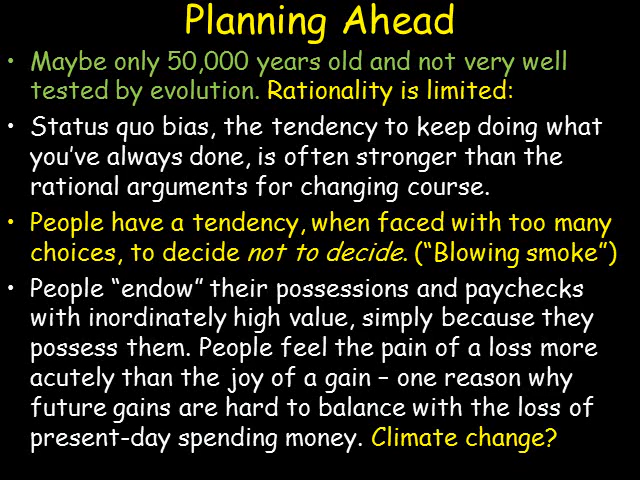 Planning Ahead
• Maybe only 50,000 years old and not very well
tested by evolution. Rationality is limited:
• Status quo bias, the tendency to keep doing what
you've always done, is often stronger than the
rational arguments for changing course.
• People have a tendency, when faced with too many
choices, to decide not to decide. (“Blowing smoke”)
• People “endow” their possessions and paychecks
with inordinately high value, simply because they
possess them. People feel the pain of a loss more
acutely than the joy of a gain – one reason why
future gains are hard to balance with the loss of
present-day spending money. Climate change?